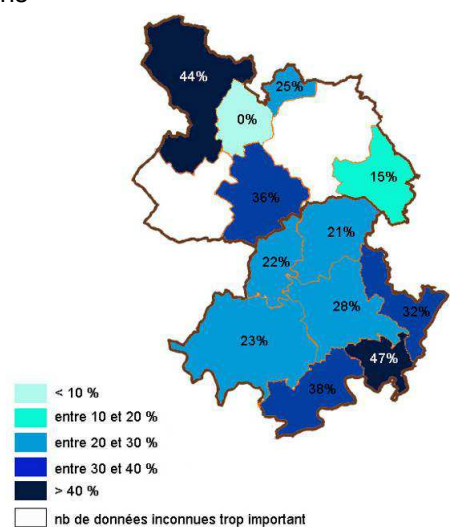 44%
25%
0%
15%
36%
21%
22%
28%
32%
23%
47%
38%
< 10 %
entre 10 et 20 %
entre 20 et 30 %
entre 30 et 40 %
> 40 %
nb de données inconnues trop important